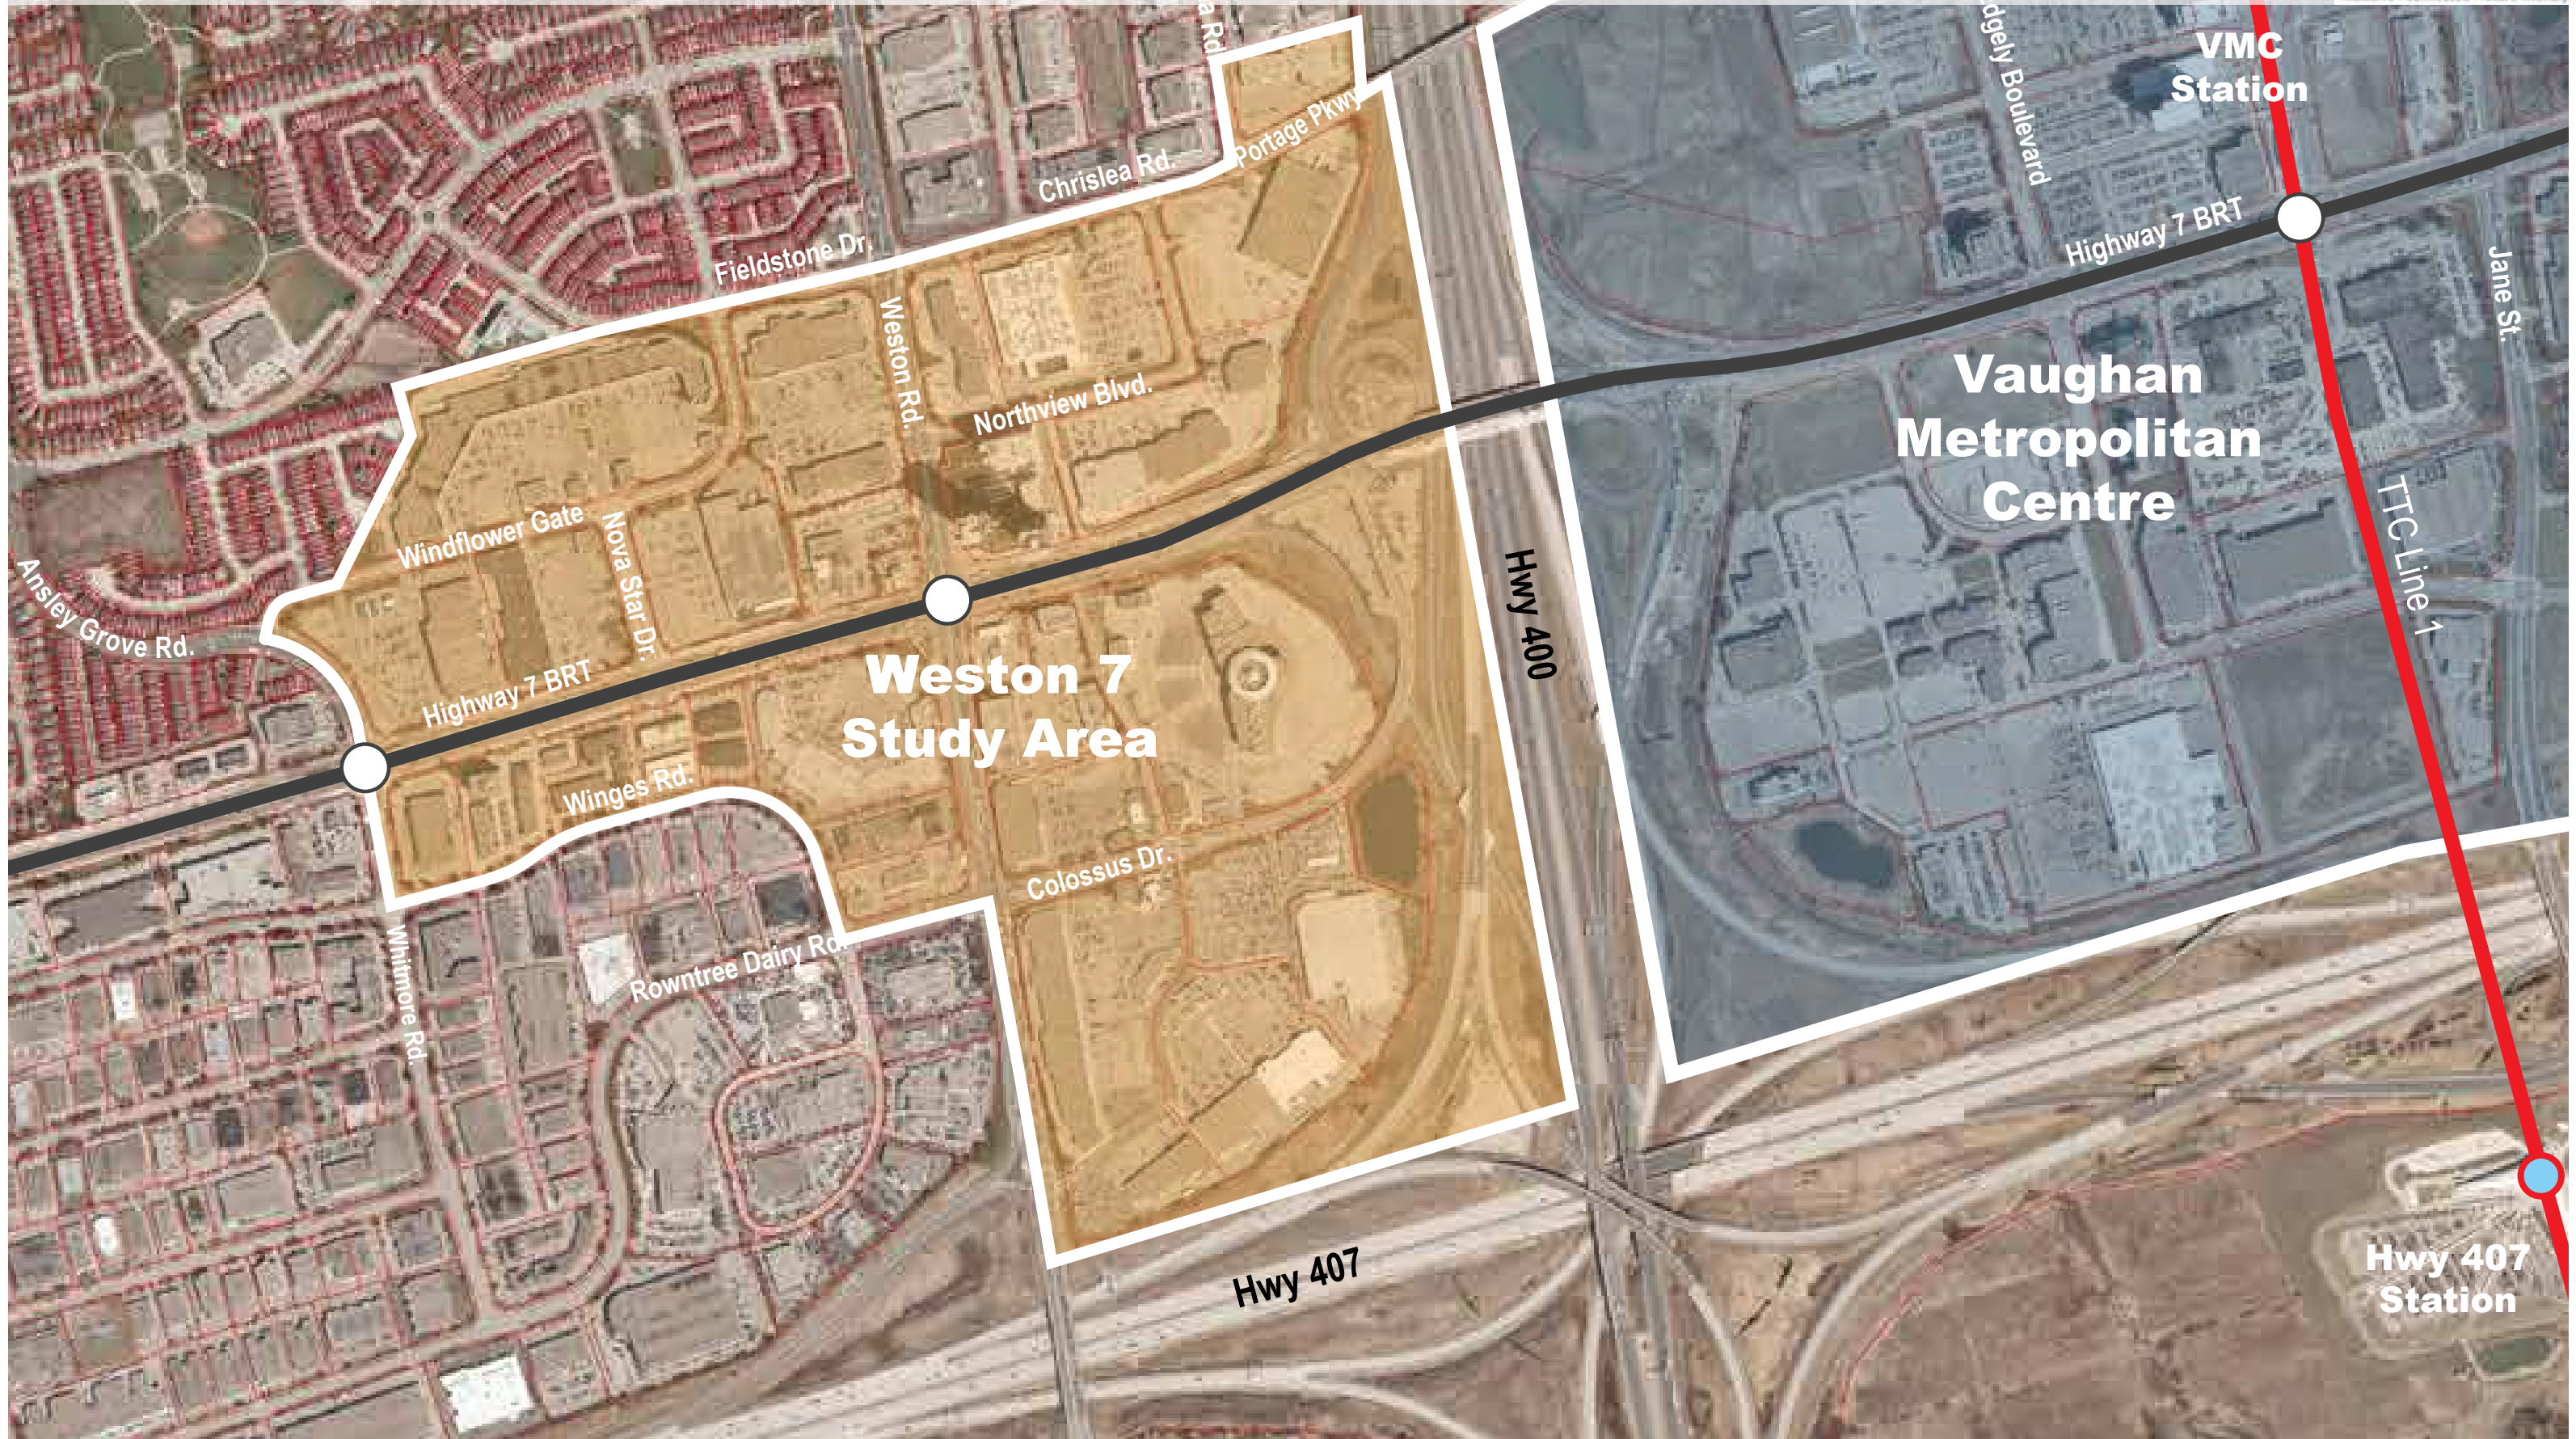 VMC
Station
Portage Pkwy
Chrislea Rd.
Fieldstone Dr.
Highway 7 BRT
Jane St.
Weston Rd.
Northview Blvd.
Vaughan
Metropolitan
Centre
Windflower Gate
Nova Star Dr.
Ansley Grove Rd.
Hwy 400
TTC Line 1
Highway 7 BRT
Weston 7
Study Area
Winges Rd.
Colossus Dr.
Whitmore Rd.
Rowntree Dairy Rd.
Hwy 407
Hwy 407
Station